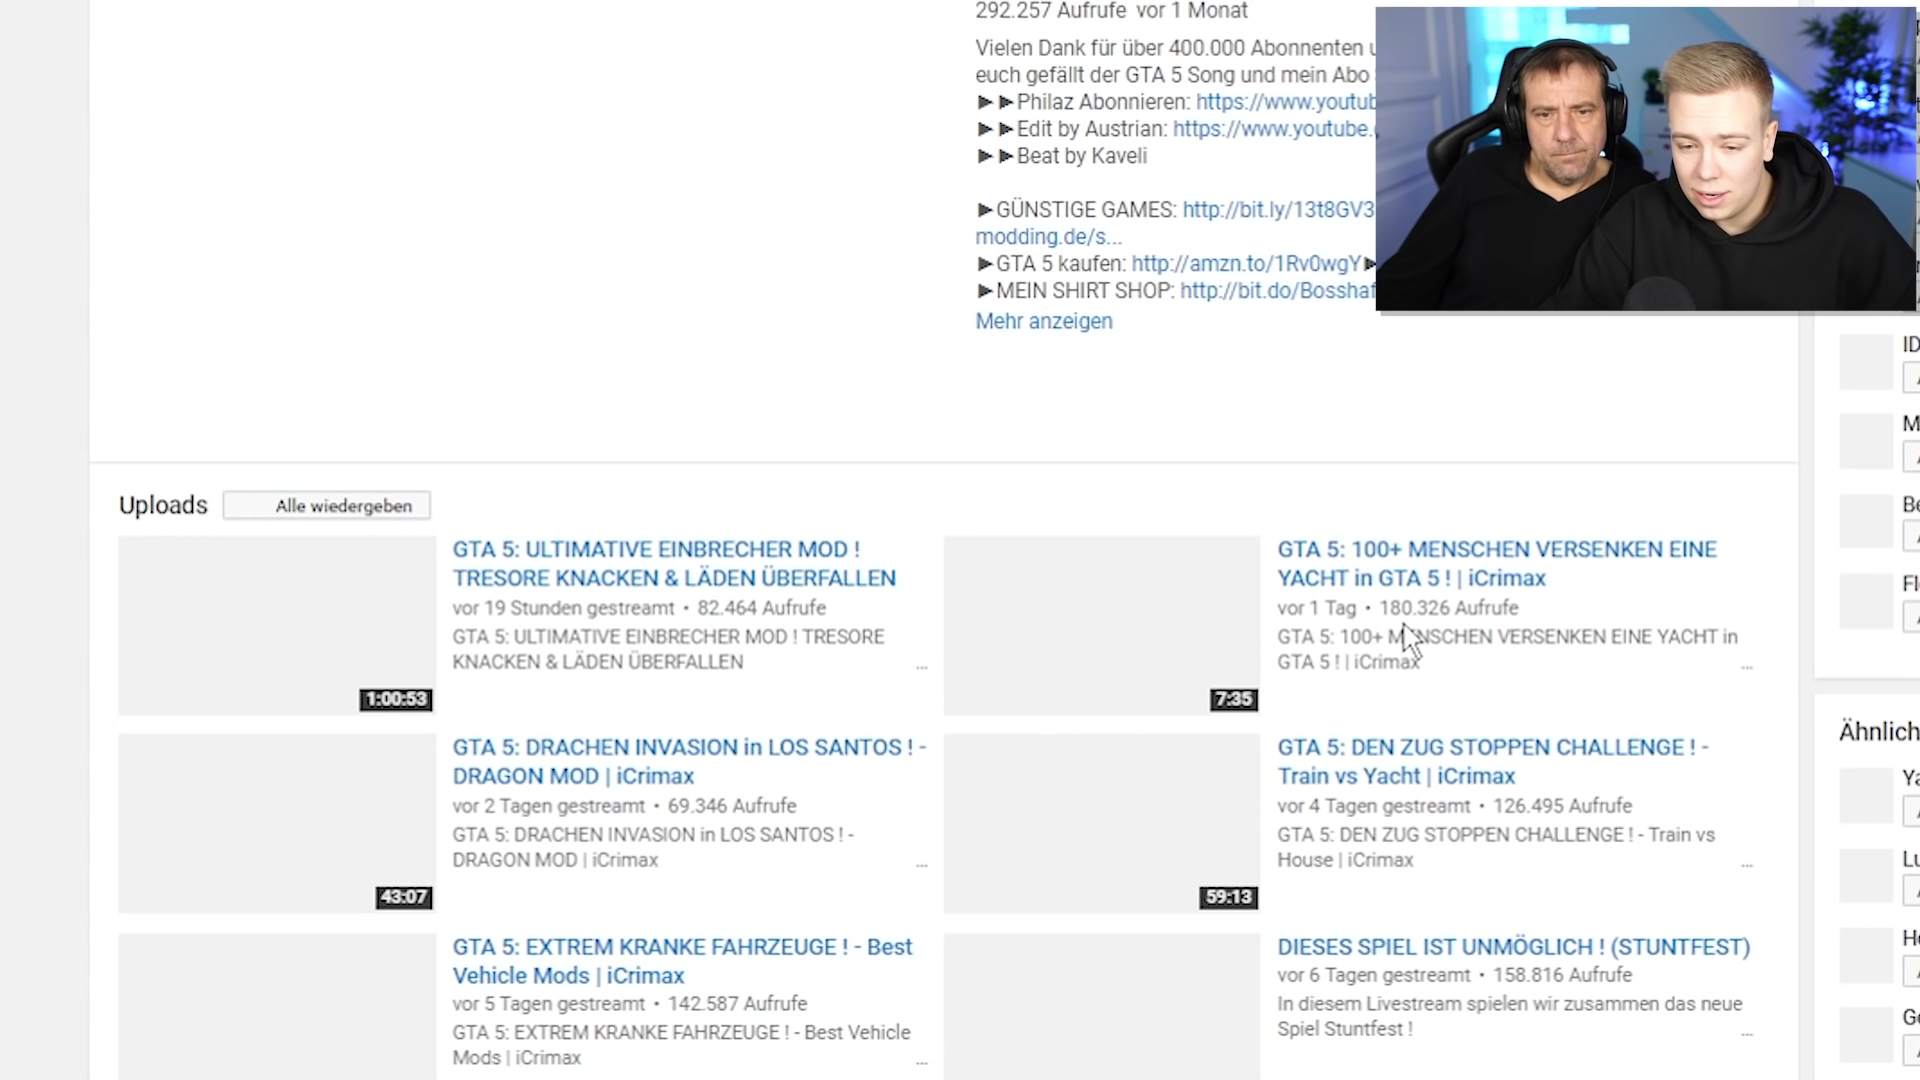 292.257 Aufrufe vor 1 Monat
Vielen Dank für über 400.000 Abonnenten
euch gefällt der GTA 5 Song und mein Abo
►►Philaz Abonnieren: https://www.youtub
►►Edit by Austrian: https://www.youtube.
►►Beat by Kaveli
►GÜNSTIGE GAMES: http://bit.ly/13t8GV3
modding.de/s...
►GTA 5 kaufen: http://amzn.to/1Rv0wgY►
►MEIN SHIRT SHOP: http://bit.do/Bosshaf
Mehr anzeigen
Uploads
Alle wiedergeben
GTA 5: ULTIMATIVE EINBRECHER MOD !
TRESORE KNACKEN & LÄDEN ÜBERFALLEN
vor 19 Stunden gestreamt • 82.464 Aufrufe
GTA 5: ULTIMATIVE EINBRECHER MOD ! TRESORE
KNACKEN & LÄDEN ÜBERFALLEN
...
1:00:53
GTA 5: 100+ MENSCHEN VERSENKEN EINE
YACHT in GTA 5 ! | iCrimax
vor 1 Tag • 180.326 Aufrufe
GTA 5: 100+ MENSCHEN VERSENKEN EINE YACHT in
GTA 5 ! | iCrimax
...
7:35
GTA 5: DRACHEN INVASION in LOS SANTOS ! -
DRAGON MOD | iCrimax
vor 2 Tagen gestreamt • 69.346 Aufrufe
GTA 5: DRACHEN INVASION in LOS SANTOS ! -
DRAGON MOD | iCrimax
...
43:07
GTA 5: DEN ZUG STOPPEN CHALLENGE ! -
Train vs Yacht | iCrimax
vor 4 Tagen gestreamt • 126.495 Aufrufe
GTA 5: DEN ZUG STOPPEN CHALLENGE ! - Train vs
House | iCrimax
...
59:13
GTA 5: EXTREM KRANKE FAHRZEUGE ! - Best
Vehicle Mods | iCrimax
vor 5 Tagen gestreamt • 142.587 Aufrufe
GTA 5: EXTREM KRANKE FAHRZEUGE ! - Best Vehicle
Mods | iCrimax
...
DIESES SPIEL IST UNMÖGLICH ! (STUNTFEST)
vor 6 Tagen gestreamt • 158.816 Aufrufe
In diesem Livestream spielen wir zusammen das neue
Spiel Stuntfest !
...
ID
M
Be
Fl
Ähnlich
Ya
Lu
Ho
Ge